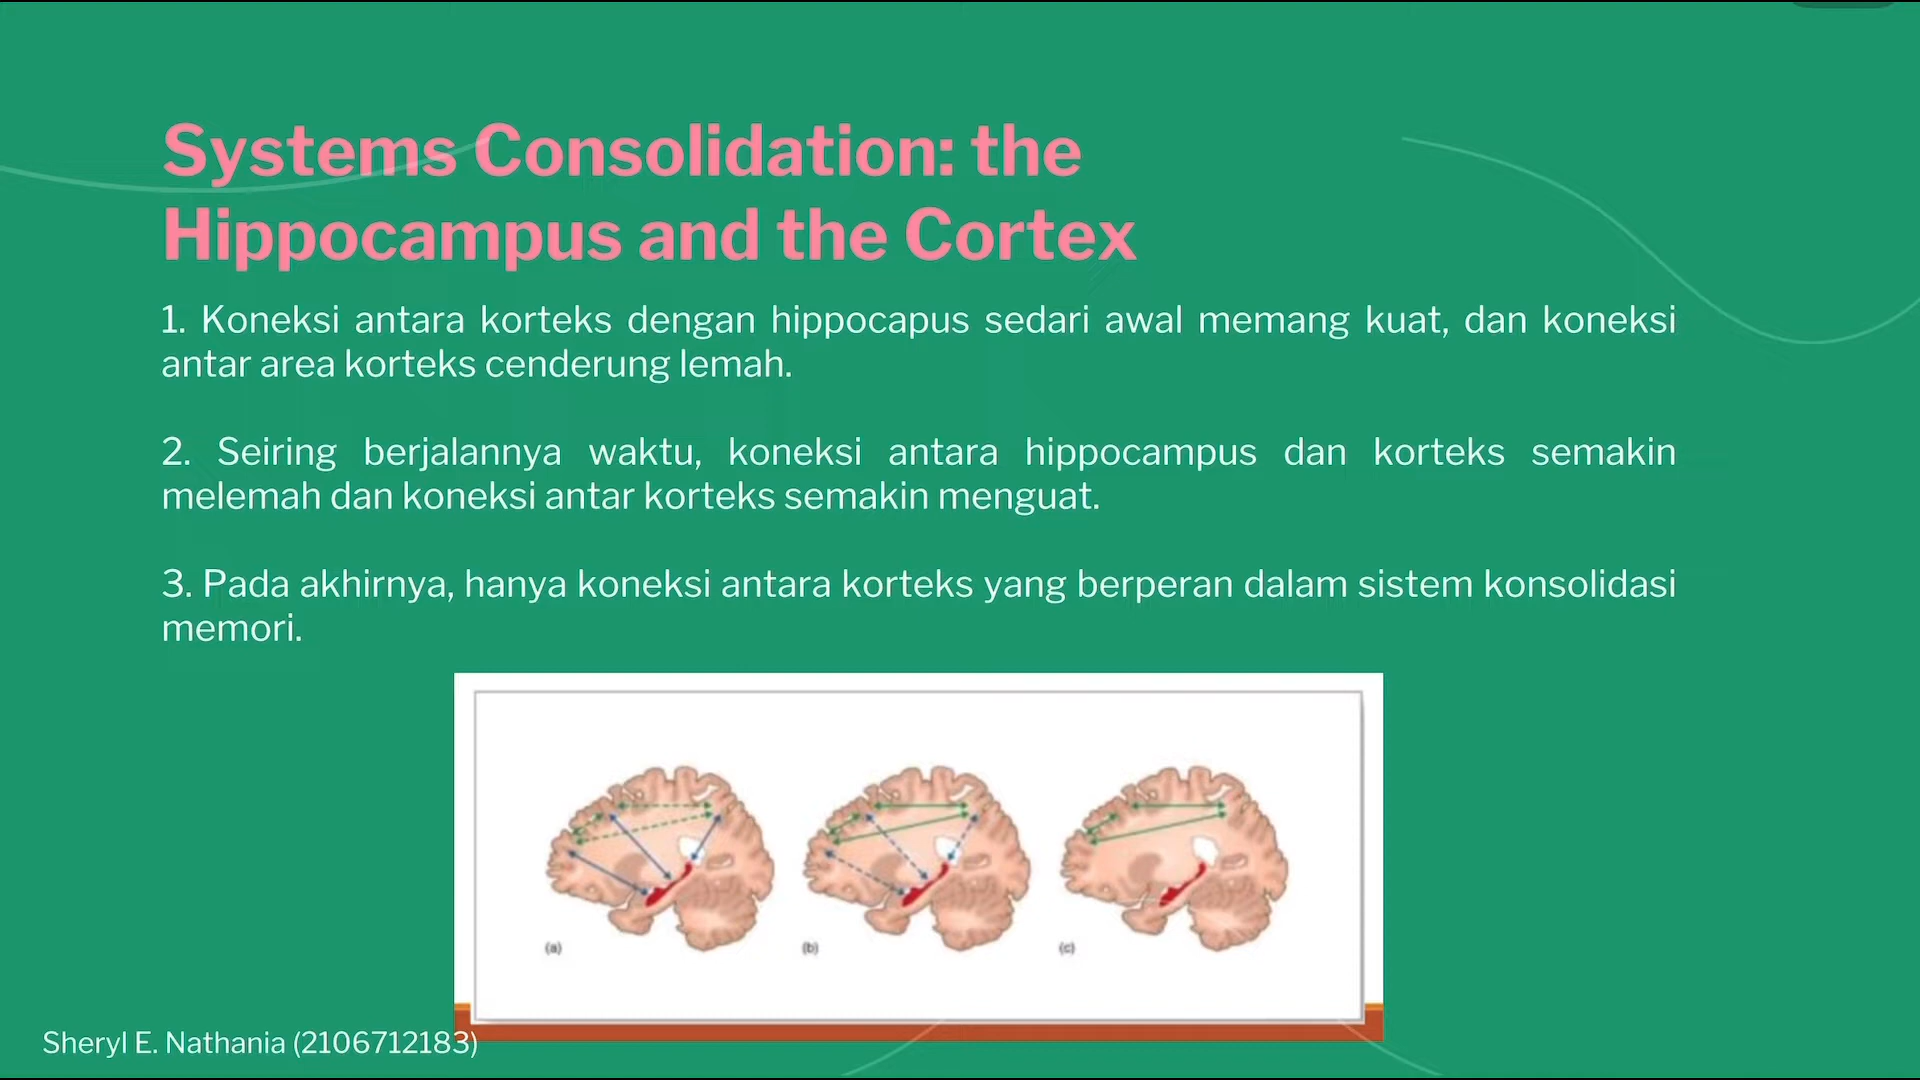 Systems Consolidation: the
Hippocampus and the Cortex
1. Koneksi antara korteks dengan hippocapus sedari awal memang kuat, dan koneksi
antar area korteks cenderung lemah.
2. Seiring berjalannya waktu, koneksi antara hippocampus dan korteks semakin
melemah dan koneksi antar korteks semakin menguat.
3. Pada akhirnya, hanya koneksi antara korteks yang berperan dalam sistem konsolidasi
memori.
(a) (b) (c)
Sheryl E. Nathania (2106712183)